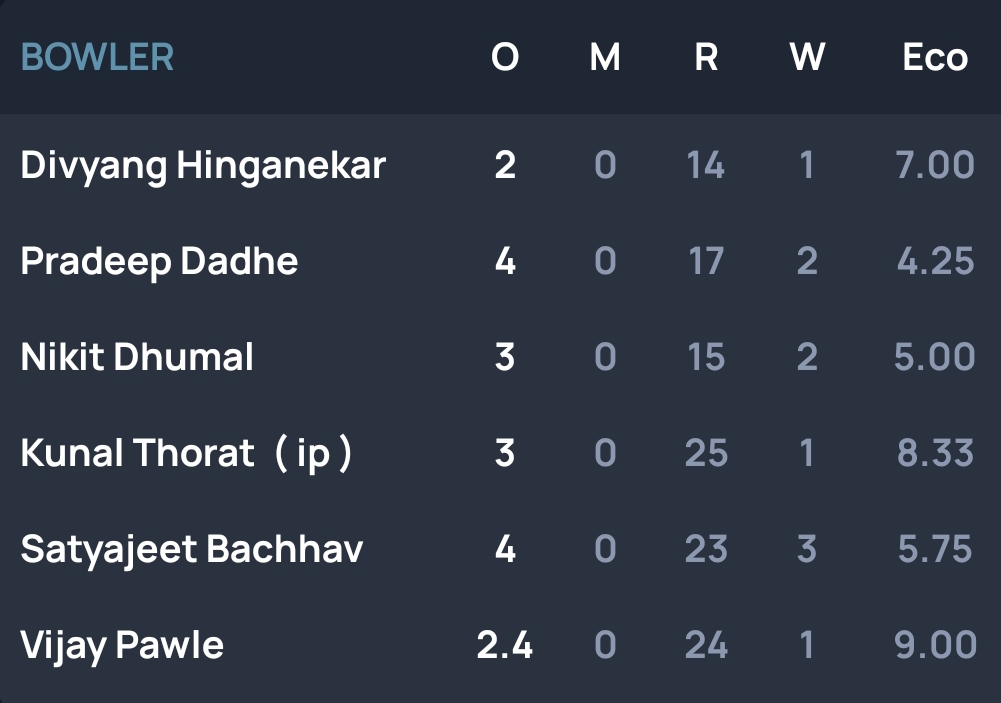 BOWLER O M R W Eco
Divyang Hinganekar 2 0 14 1 7.00
Pradeep Dadhe 4 0 17 2 4.25
Nikit Dhumal 3 0 15 2 5.00
Kunal Thorat ( ip ) 3 0 25 1 8.33
Satyajeet Bachhav 4 0 23 3 5.75
Vijay Pawle 2.4 0 24 1 9.00